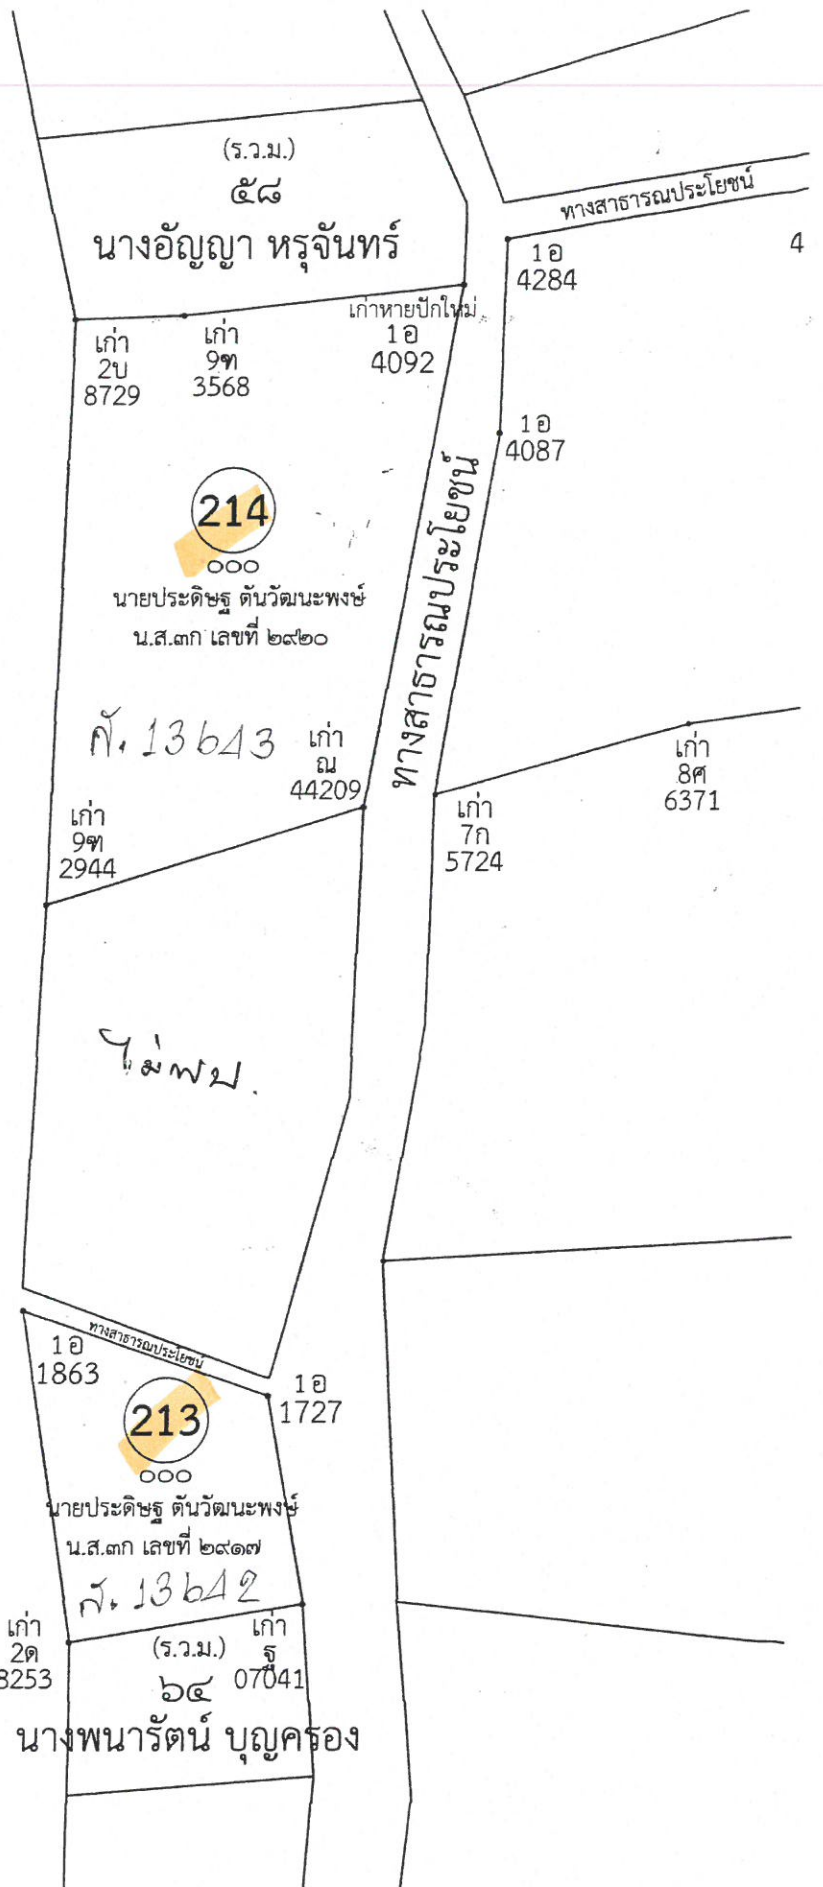 (ร.ว.ม.)
๕๘
นางอัญญา หรุจันทร์
ทางสาธารณประโยชน์
1อ
4284
4
เก่า
2บ
8729
เก่า
9ฑ
3568
เก่าหายปักใหม่
1อ
4092
1อ
4087
214
ооо
นายประดิษฐ ตันวัฒนะพงษ์
น.ส.๓ก เลขที่ ๒๙๒๐
ทางสาธารณประโยชน์
13643
เก่า
ณ
44209
เก่า
8ศ
6371
เก่า
9ฑ
2944
เก่า
7ก
5724
ไม่พบ.
ทางสาธารณประโยชน์
1อ
1863
1อ
1727
213
ооо
นายประดิษฐ ตันวัฒนะพงษ์
น.ส.๓ก เลขที่ ๒๙๑๗
13642
เก่า
2ด
8253
(ร.ว.ม.)
๖๔
เก่า
ฐ
07041
นางพนารัตน์ บุญครอง